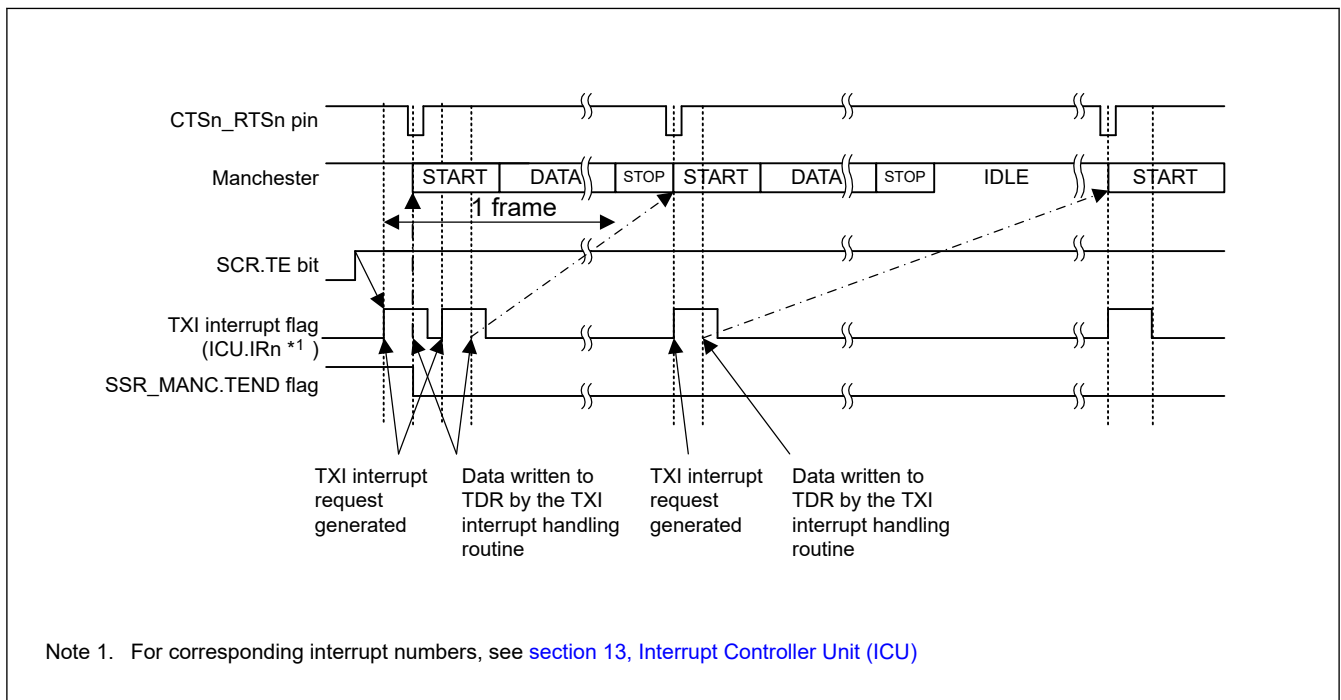 CTSn_RTSn pin
Manchester
START
DATA
STOP
START
DATA
STOP
IDLE
START
1 frame
SCR.TE bit
TXI interrupt flag
(ICU.IRn *1 )
SSR_MANC.TEND flag
TXI interrupt
request
generated
Data written to
TDR by the TXI
interrupt handling
routine
TXI interrupt
request
generated
Data written to
TDR by the TXI
interrupt handling
routine
Note 1. For corresponding interrupt numbers, see section 13, Interrupt Controller Unit (ICU)